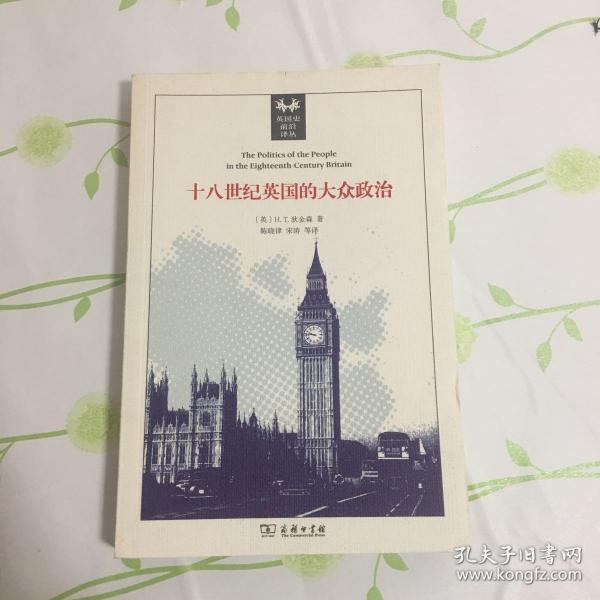 英国史
前沿
译丛
The Politics of the People
in the Eighteenth-Century Britain
十八世纪英国的大众政治
〔英〕H.T.狄金森 著
陈晓律 宋涛 等译
商务印书馆
The Commercial Press
孔夫子旧书网
www.kongfz.com